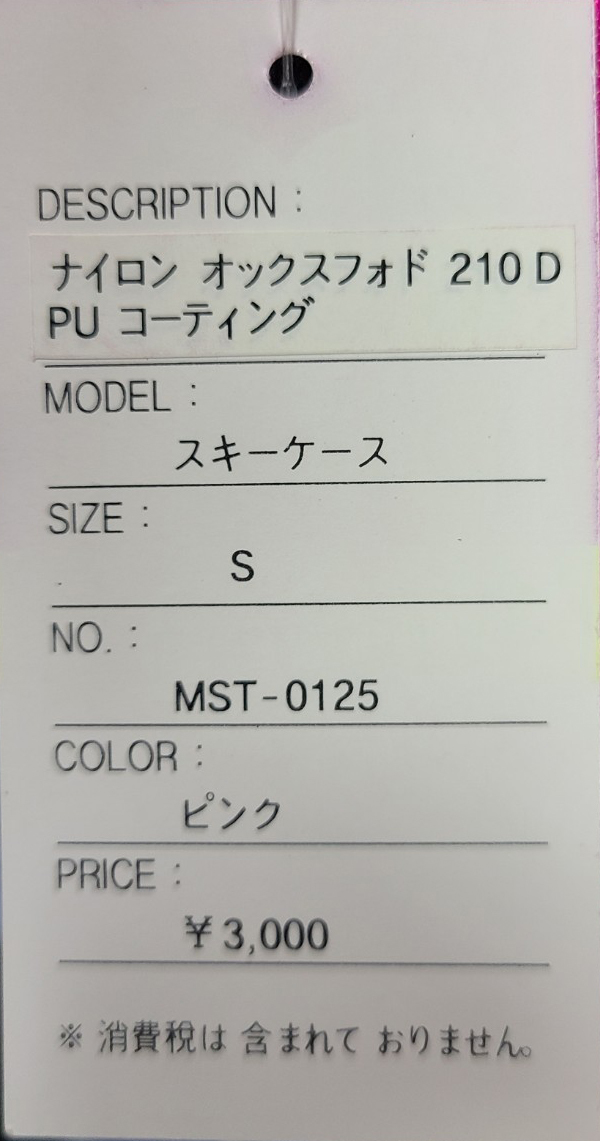 DESCRIPTION :
ナイロン オックスフォド 210 D
PU コーティング
MODEL :
スキーケース
SIZE :
S
NO. :
MST-0125
COLOR :
ピンク
PRICE :
¥3,000
※ 消費税は 含まれて おりません。